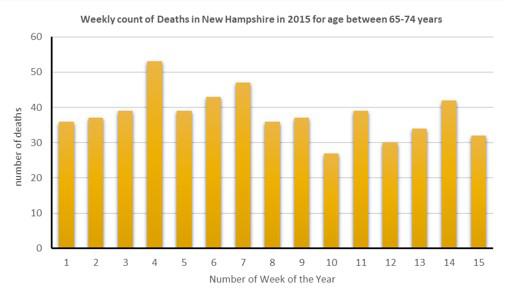 Weekly count of Deaths in New Hampshire in 2015 for age between 65-74 years
60
50
40
30
20
10
0
number of deaths
1 2 3 4 5 6 7 8 9 10 11 12 13 14 15
Number of Week of the Year